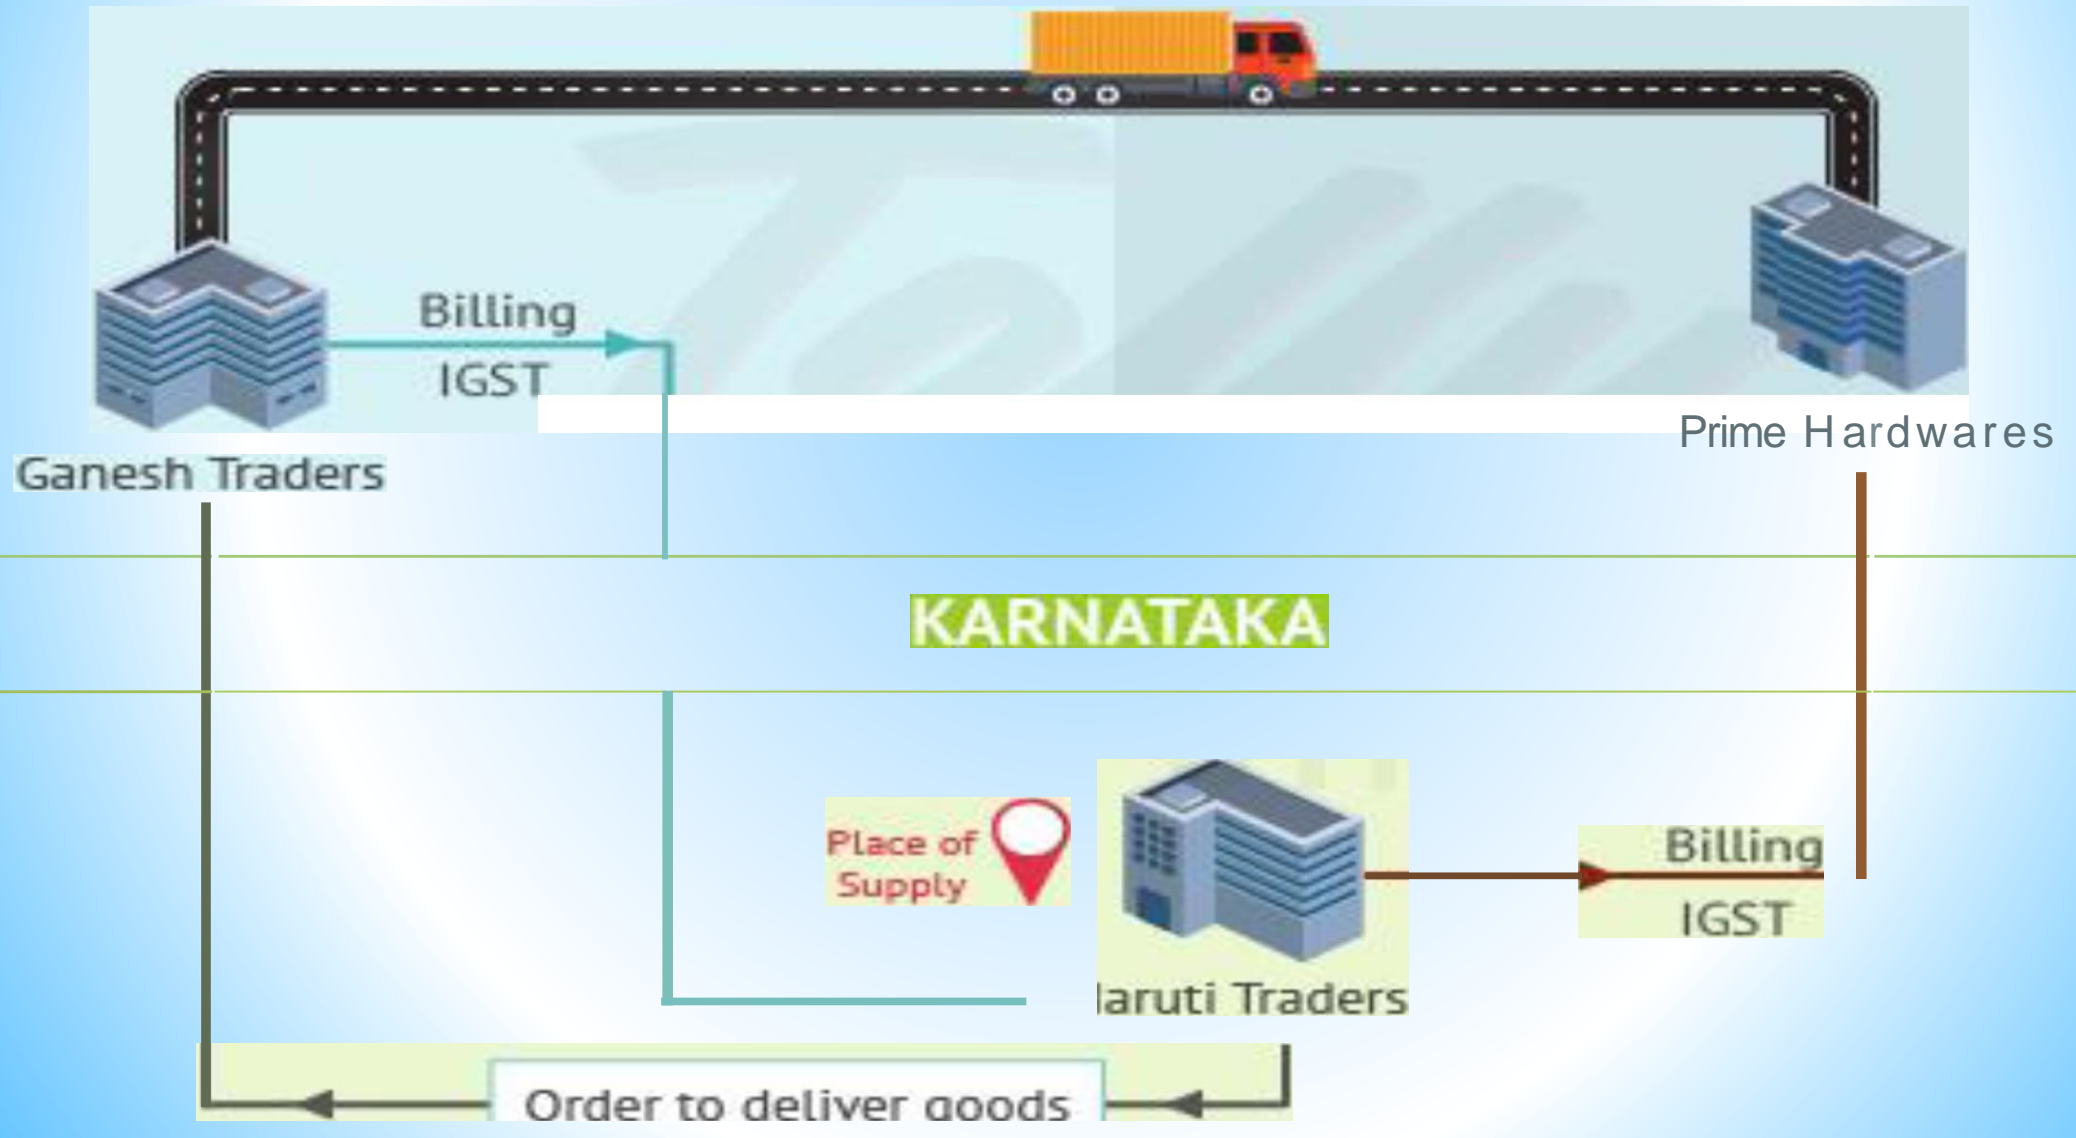 Billing
IGST
Prime Hardwares
Ganesh Traders
KARNATAKA
Place of
Supply
Billing
IGST
aruti Traders
Order to deliver goods